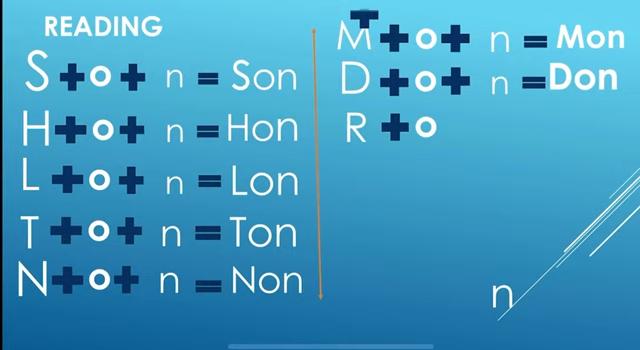 READING
S + o + n = Son
H + o + n = Hon
L + o + n = Lon
T + o + n = Ton
N + o + n = Non
M + o + n = Mon
D + o + n = Don
R + o
n